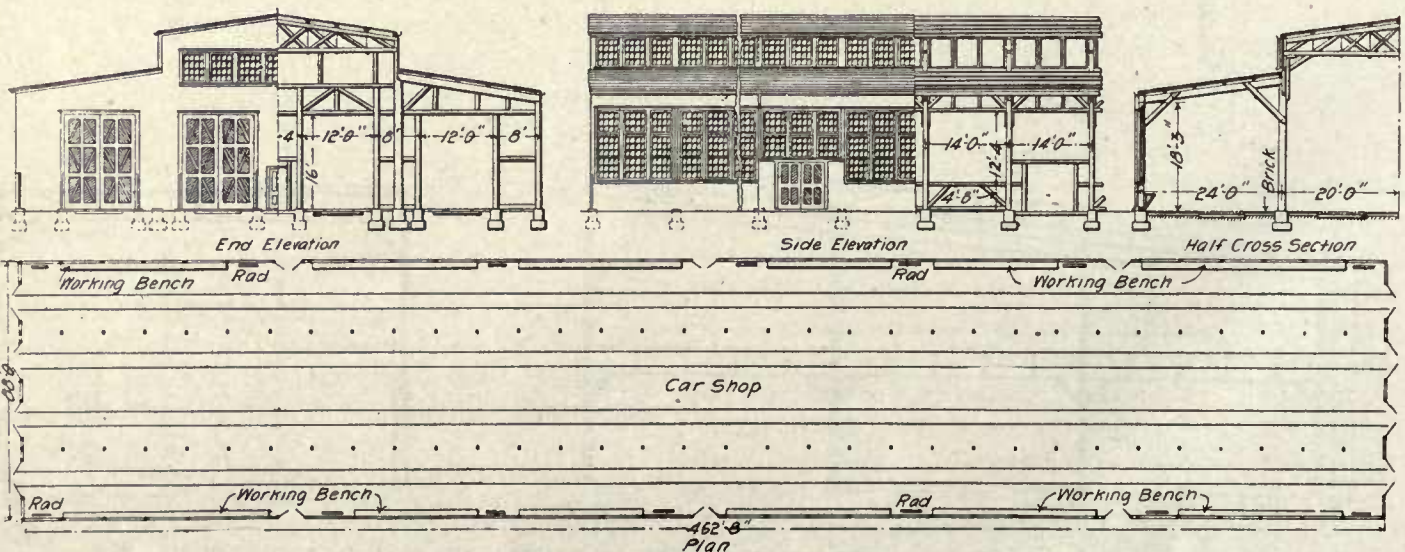 4 12'-0" 8' 12'-0" 8'
16'
14'-0" 14'-0"
12'-4"
4'-8"
18'-3"
24'-0" Brick 20'-0"
End Elevation
Side Elevation
Half Cross Section
Working Bench Rad
Rad Working Bench
88'-0
Car Shop
Rad Working Bench
Rad Working Bench
462'-8"
Plan